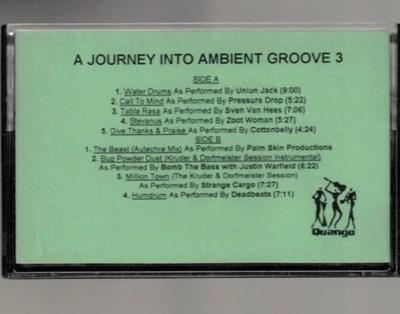 A JOURNEY INTO AMBIENT GROOVE 3
SIDE A
1. Water Drums As Performed By Union Jack (9:00)
2. Call To Mind As Performed By Pressure Drop (5:22)
3. Tabla Rasa As Performed By Sven Van Hees (7:06)
4. Stevanus As Performed By Zoot Woman (5:27)
5. Give Thanks & Praise As Performed By Cottonbelly (4:24)
SIDE B
1. The Beast (Autechre Mix) As Performed By Palm Skin Productions
2. Bug Powder Dust (Kruder & Dorfmeister Session Instrumental)
As Performed By Bomb The Bass with Justin Warfield (6:22)
3. Million Town (The Kruder & Dorfmeister Session)
As Performed By Strange Cargo (7:27)
4. Humdrum As Performed By Deadbeats (7:11)
Quango